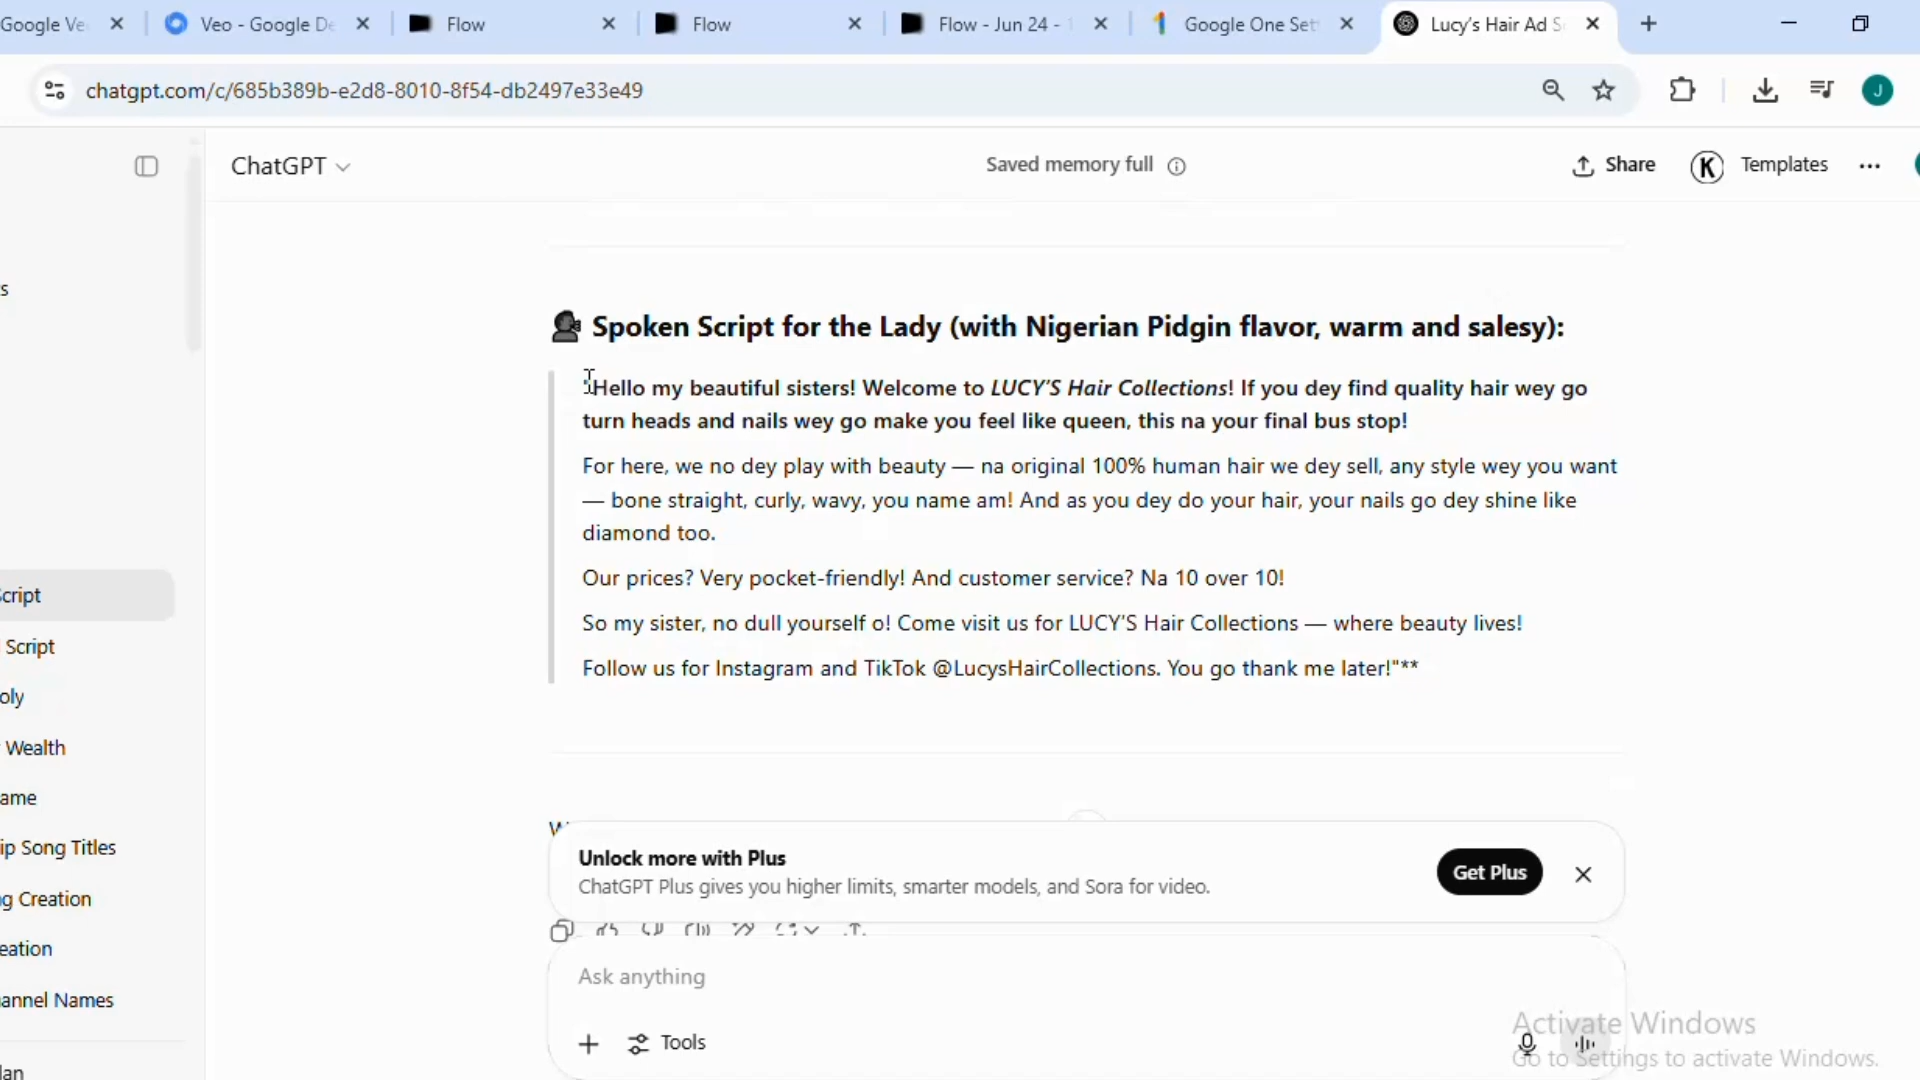 Google Ve
Veo - Google De
Flow
Flow
Flow - Jun 24 -
Google One Set
Lucy's Hair Ad S
chatgpt.com/c/685b389b-e2d8-8010-8f54-db2497e33e49
J
ChatGPT
Saved memory full
Share
K
Templates
s
cript
Script
oly
Wealth
ame
ip Song Titles
g Creation
eation
annel Names
lan
Spoken Script for the Lady (with Nigerian Pidgin flavor, warm and salesy):
"Hello my beautiful sisters! Welcome to LUCY'S Hair Collections! If you dey find quality hair wey go
turn heads and nails wey go make you feel like queen, this na your final bus stop!
For here, we no dey play with beauty — na original 100% human hair we dey sell, any style wey you want
— bone straight, curly, wavy, you name am! And as you dey do your hair, your nails go dey shine like
diamond too.
Our prices? Very pocket-friendly! And customer service? Na 10 over 10!
So my sister, no dull yourself o! Come visit us for LUCY'S Hair Collections — where beauty lives!
Follow us for Instagram and TikTok @LucysHairCollections. You go thank me later!"**
Unlock more with Plus
ChatGPT Plus gives you higher limits, smarter models, and Sora for video.
Get Plus
Ask anything
Tools
Activate Windows
Go to Settings to activate Windows.